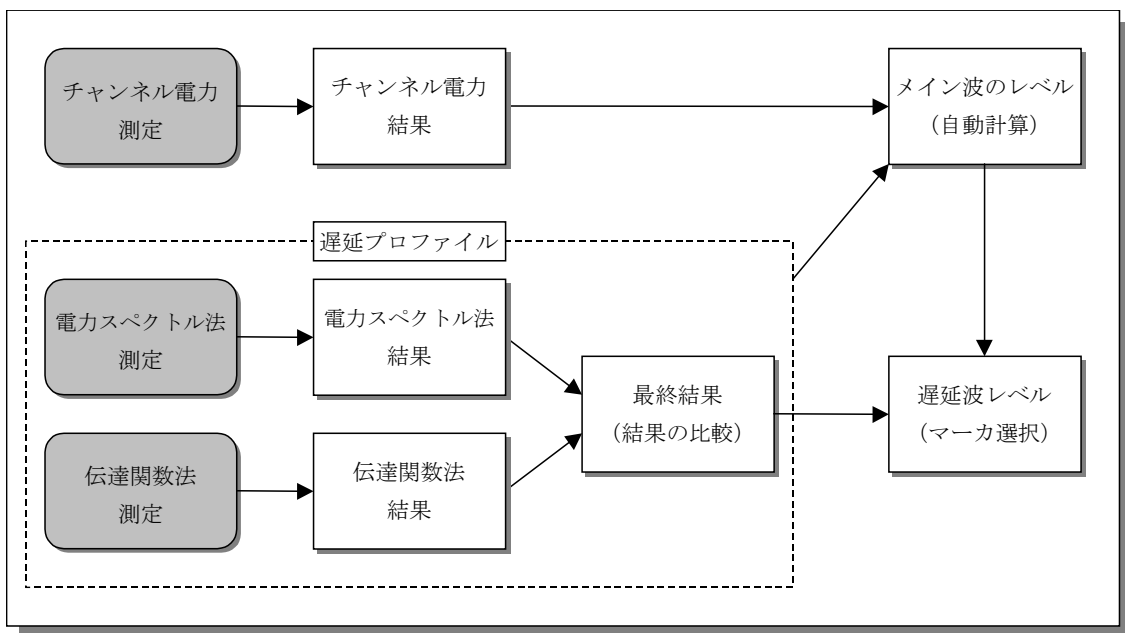 チャンネル電力
測定
チャンネル電力
結果
メイン波のレベル
（自動計算）
遅延プロファイル
電力スペクトル法
測定
電力スペクトル法
結果
最終結果
（結果の比較）
遅延波レベル
（マーカ選択）
伝達関数法
測定
伝達関数法
結果